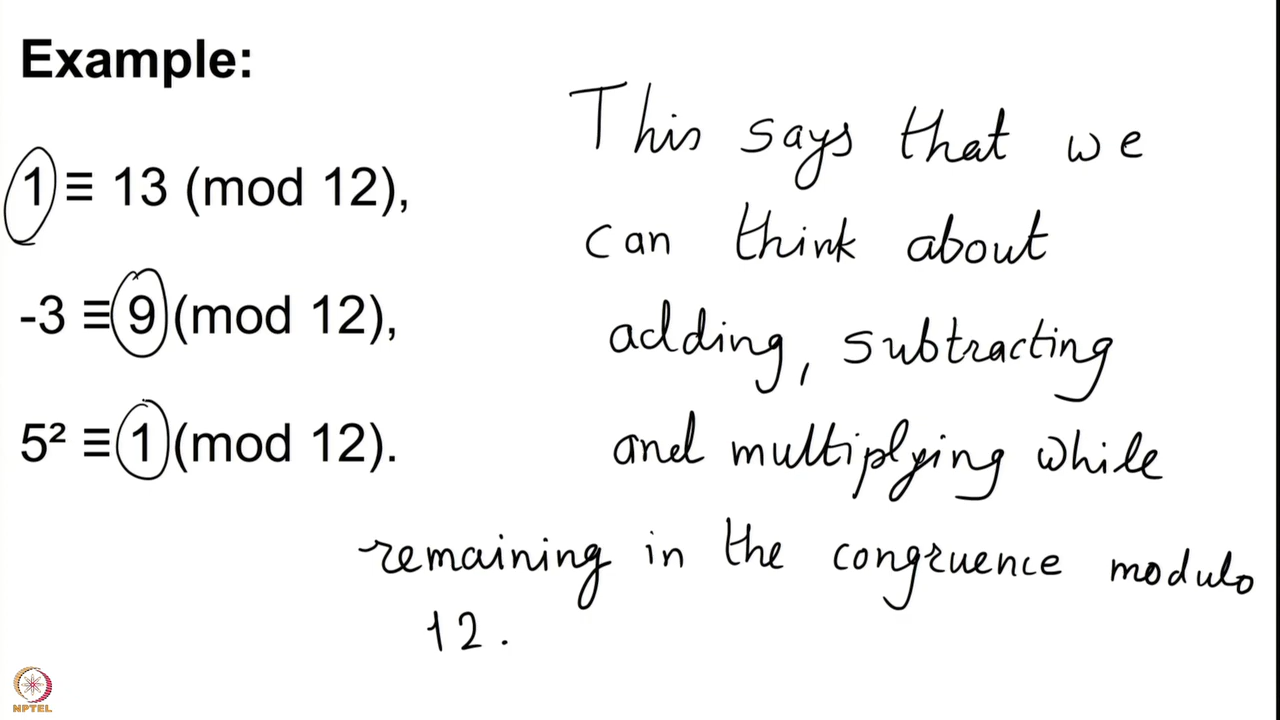 Example:
1 ≡ 13 (mod 12),
-3 ≡ 9 (mod 12),
5² ≡ 1 (mod 12).
This says that we
can think about
adding, subtracting
and multiplying while
remaining in the congruence modulo
12.
NPTEL